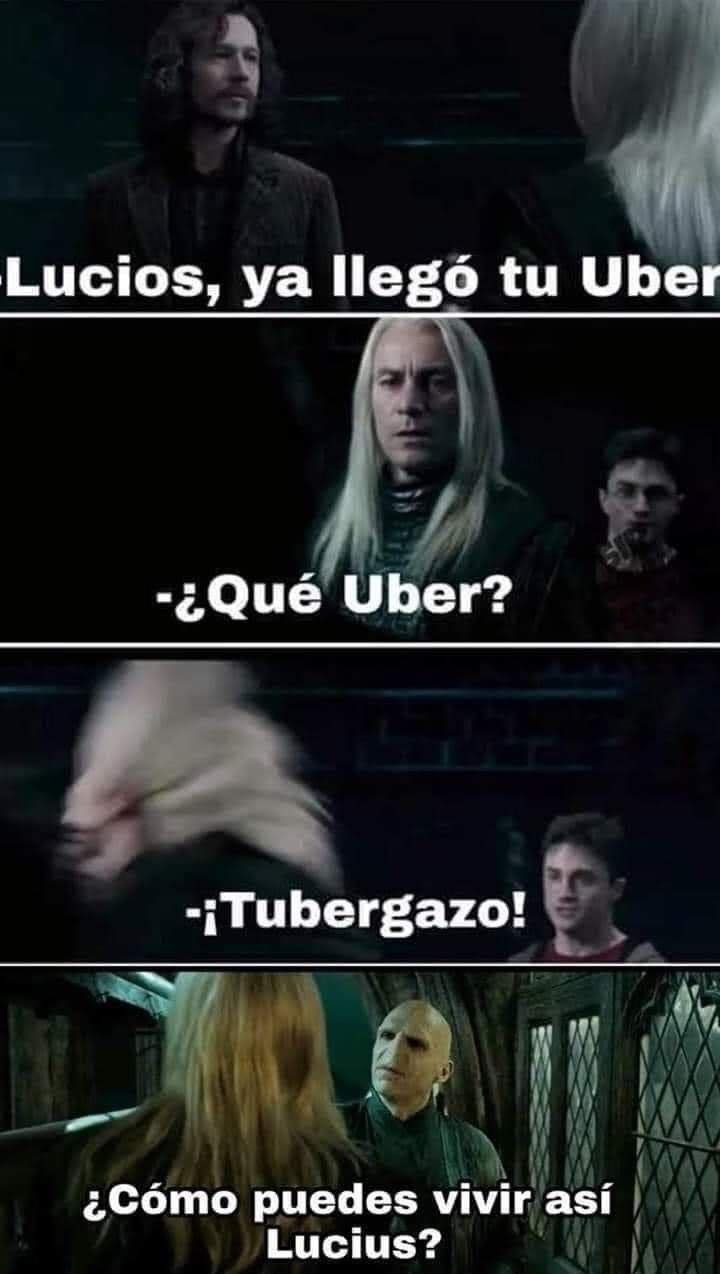 -Lucios, ya llegó tu Uber
-¿Qué Uber?
-¡Tubergazo!
¿Cómo puedes vivir así
Lucius?